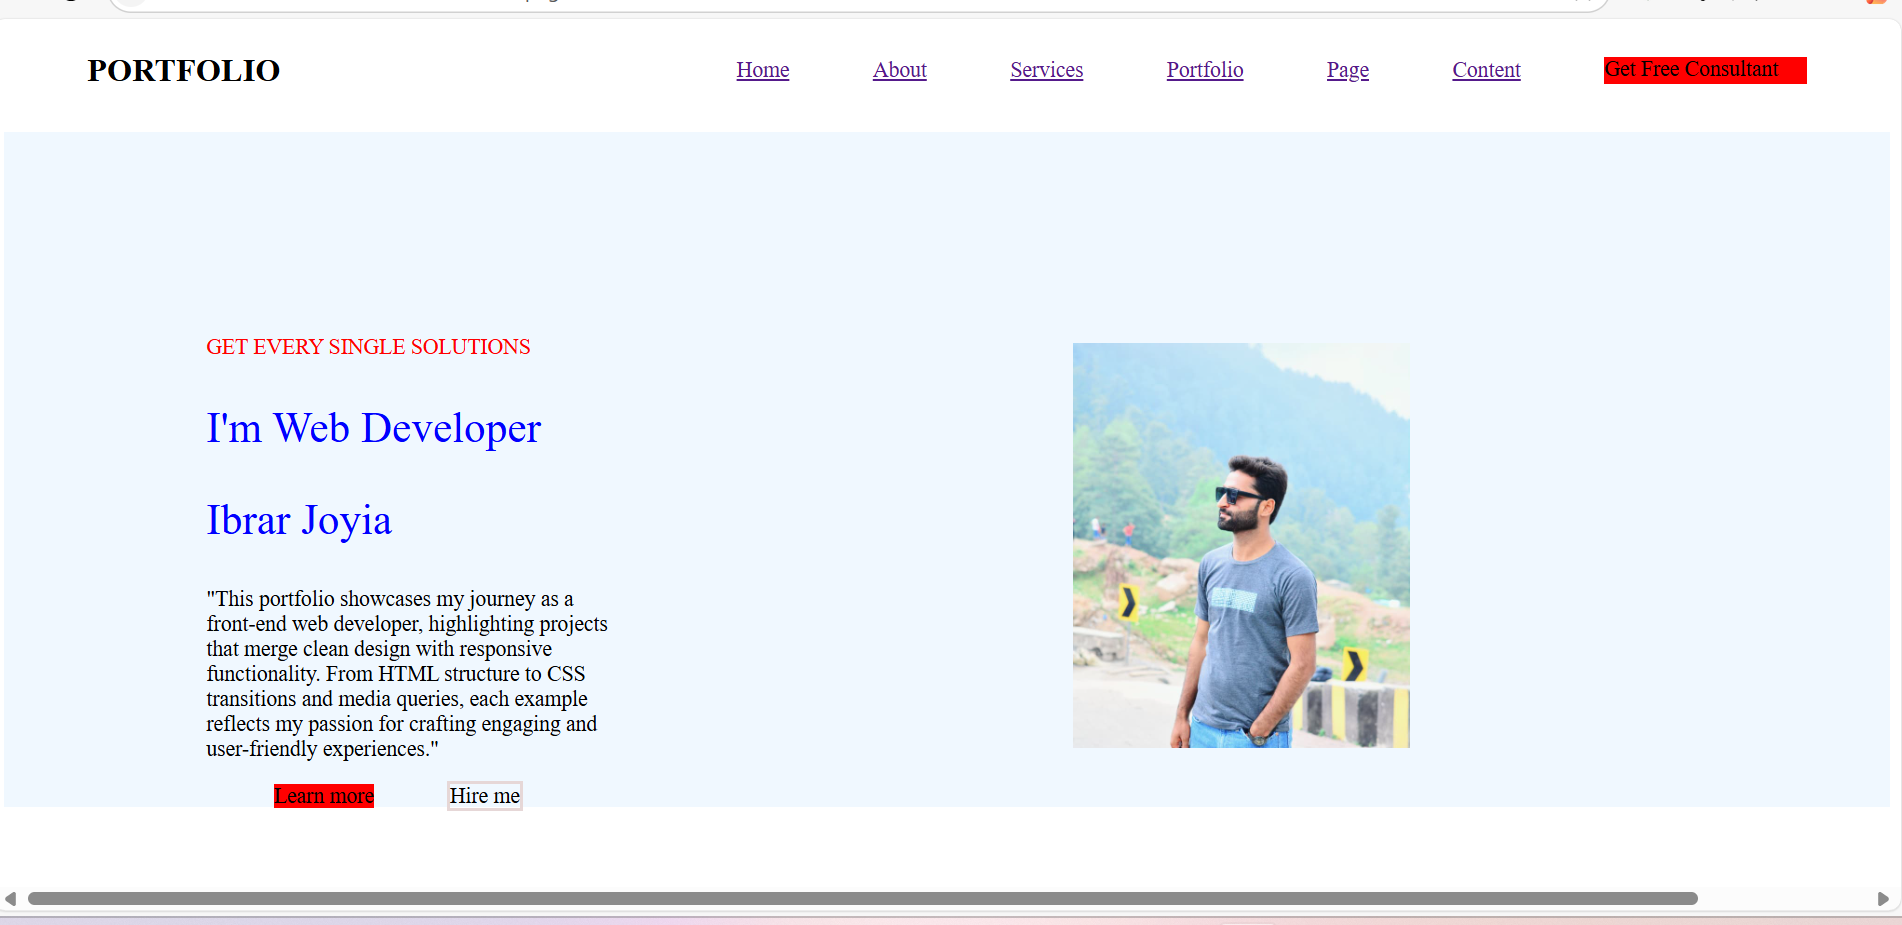 PORTFOLIO
Home About Services Portfolio Page Content Get Free Consultant
GET EVERY SINGLE SOLUTIONS
I'm Web Developer
Ibrar Joyia
"This portfolio showcases my journey as a
front-end web developer, highlighting projects
that merge clean design with responsive
functionality. From HTML structure to CSS
transitions and media queries, each example
reflects my passion for crafting engaging and
user-friendly experiences."
Learn more Hire me